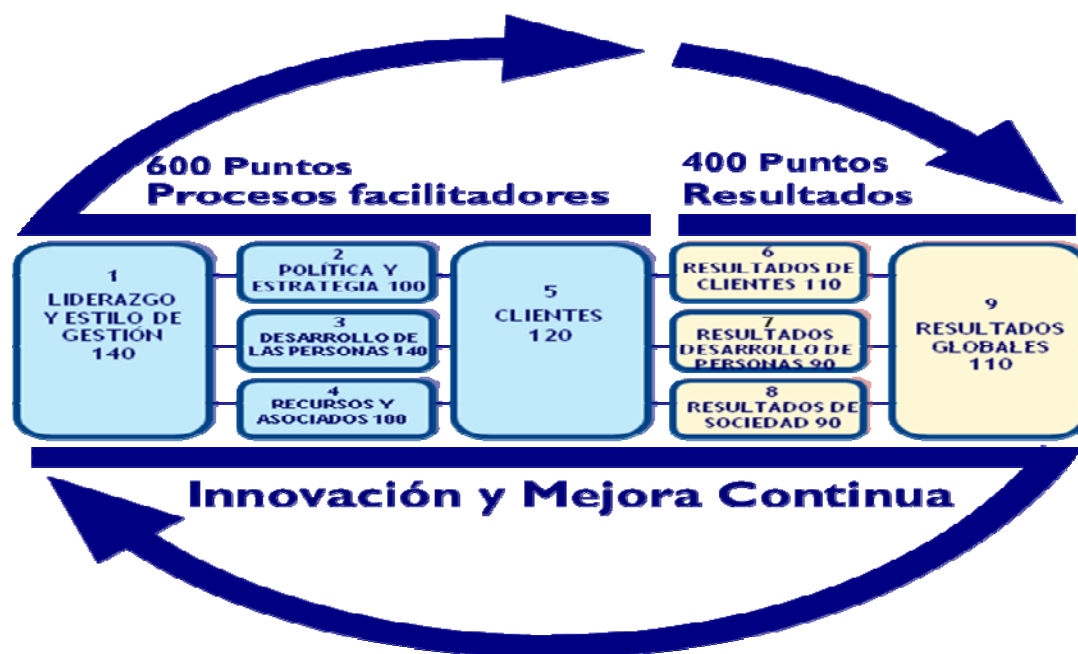 600 Puntos
Procesos facilitadores
400 Puntos
Resultados
1
LIDERAZGO
Y ESTILO DE
GESTIÓN
140
2
POLÍTICA Y
ESTRATEGIA 100
3
DESARROLLO DE
LAS PERSONAS 140
4
RECURSOS Y
ASOCIADOS 100
5
CLIENTES
120
6
RESULTADOS DE
CLIENTES 110
7
RESULTADOS
DESARROLLO DE
PERSONAS 90
8
RESULTADOS DE
SOCIEDAD 90
9
RESULTADOS
GLOBALES
110
Innovación y Mejora Continua